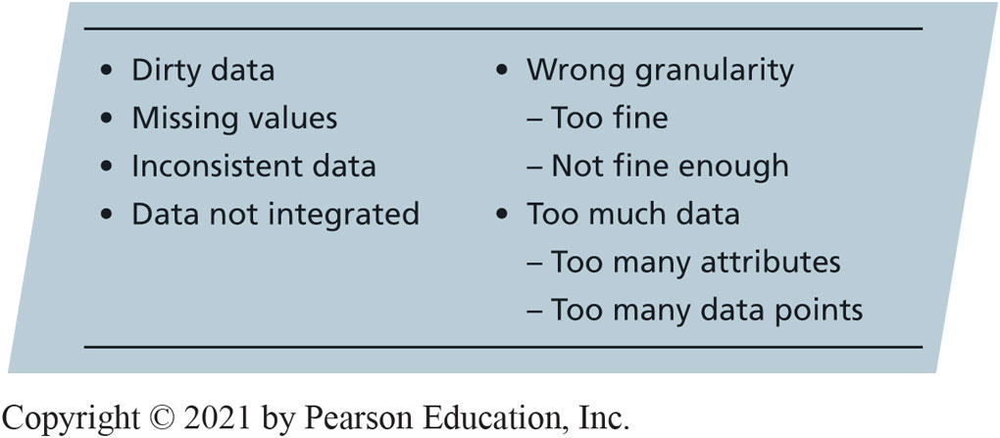 • Dirty data
• Missing values
• Inconsistent data
• Data not integrated
• Wrong granularity
– Too fine
– Not fine enough
• Too much data
– Too many attributes
– Too many data points
Copyright © 2021 by Pearson Education, Inc.